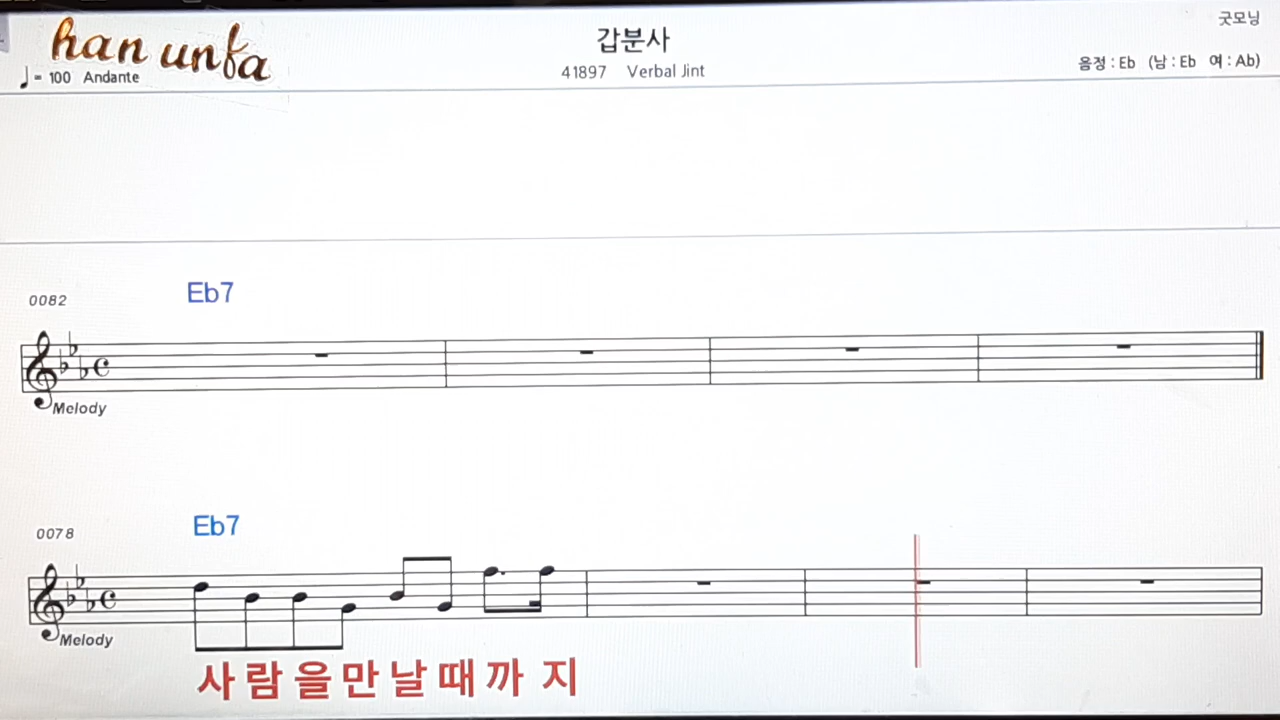 han unfa
♩= 100 Andante
갑분사
41897 Verbal Jint
굿모닝
음정 : Eb (남 : Eb 여 : Ab)
0082
Eb7
Melody
0078
Eb7
Melody
사람을만날때까지